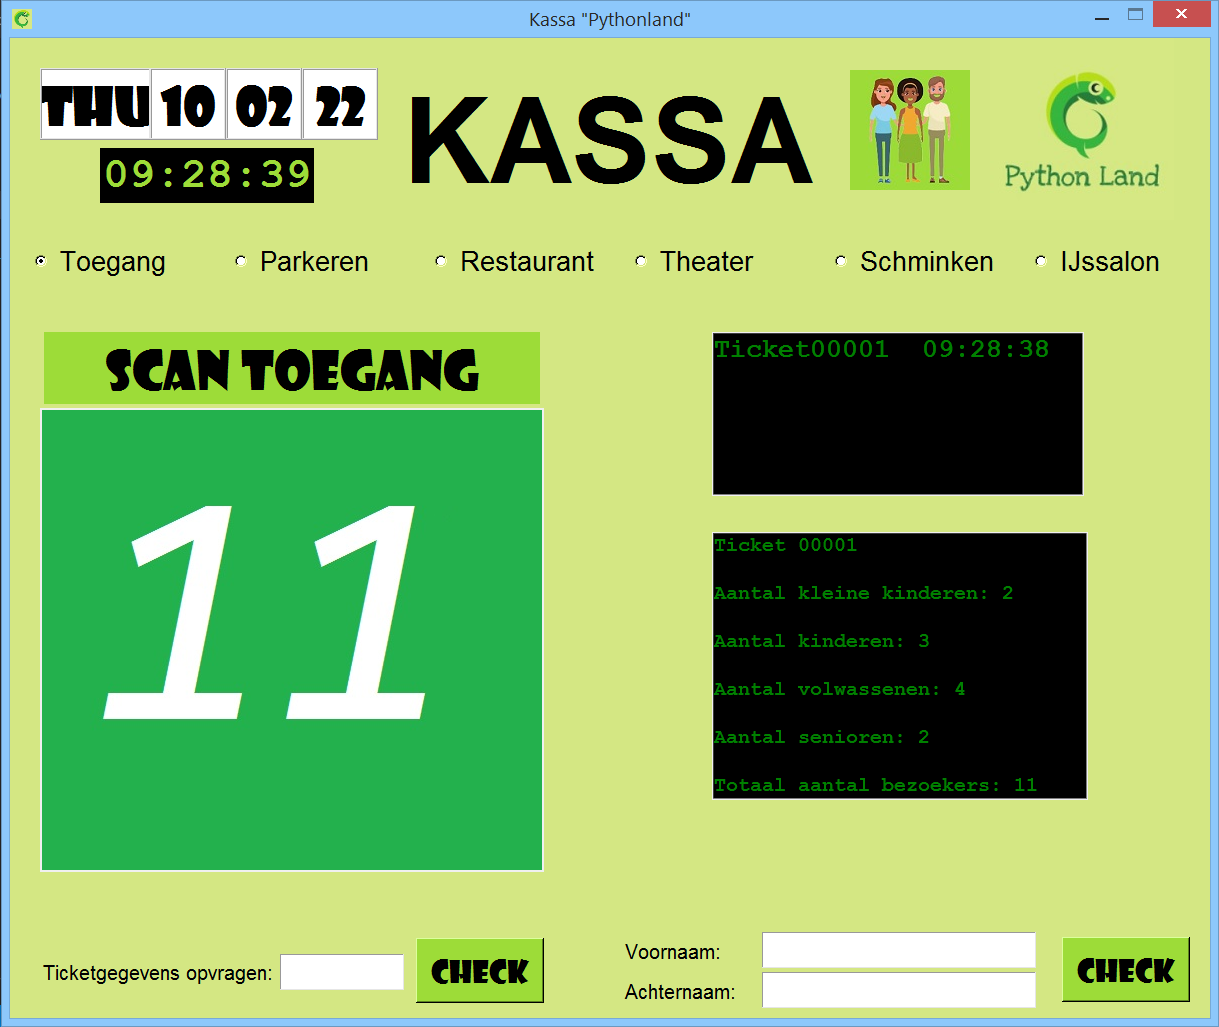 Kassa "Pythonland"
THU 10 02 22
09:28:39
KASSA
Python Land
Toegang Parkeren Restaurant Theater Schminken IJssalon
SCAN TOEGANG
11
Ticket00001 09:28:38
Ticket 00001
Aantal kleine kinderen: 2
Aantal kinderen: 3
Aantal volwassenen: 4
Aantal senioren: 2
Totaal aantal bezoekers: 11
Ticketgegevens opvragen:
CHECK
Voornaam:
Achternaam:
CHECK